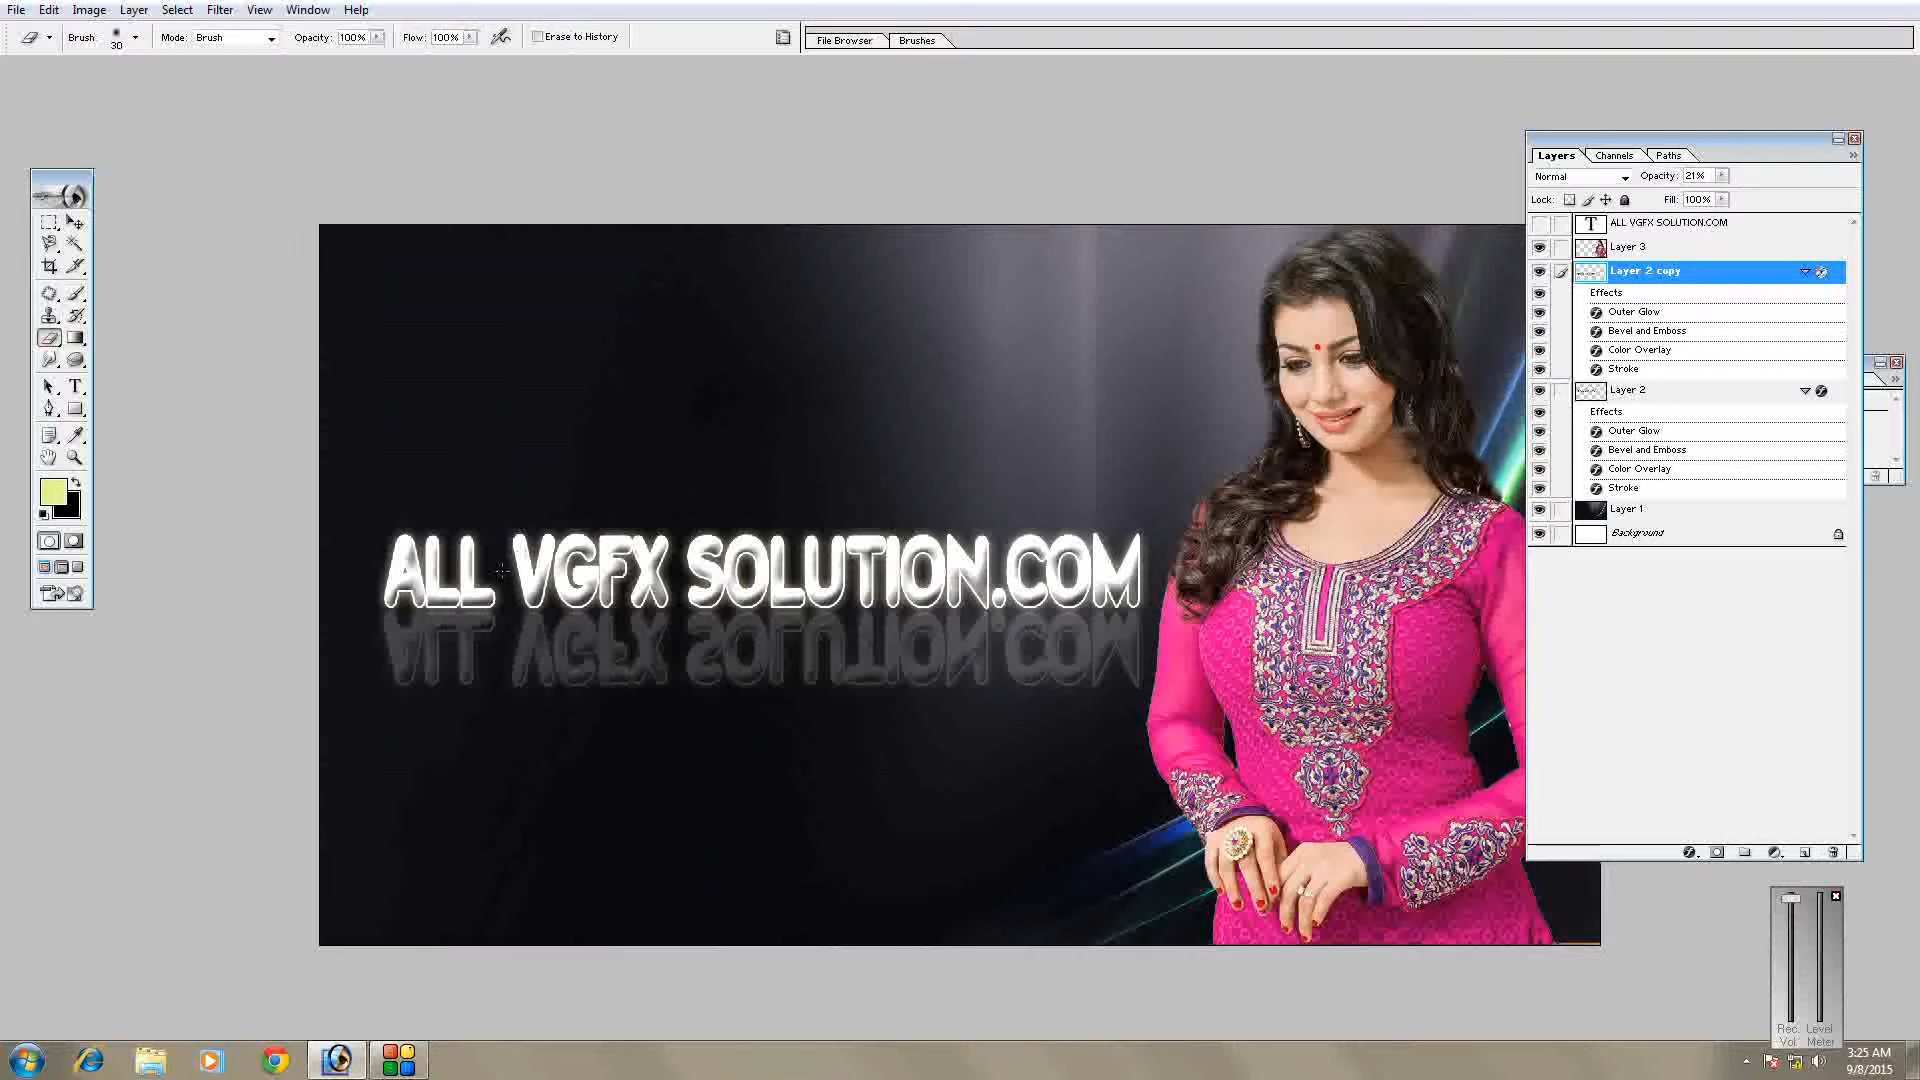 File Edit Image Layer Select Filter View Window Help
Brush: 30 Mode: Brush Opacity: 100% Flow: 100% Erase to History File Browser Brushes
Layers Channels Paths
Normal Opacity: 21%
Lock: Fill: 100%
T ALL VGFX SOLUTION.COM
Layer 3
Layer 2 copy
Effects
Outer Glow
Bevel and Emboss
Color Overlay
Stroke
Layer 2
Effects
Outer Glow
Bevel and Emboss
Color Overlay
Stroke
Layer 1
Background
ALL VGFX SOLUTION.COM
ALL VGFX SOLUTION.COM
Rec. Level
Vol Meter
3:25 AM
9/8/2015